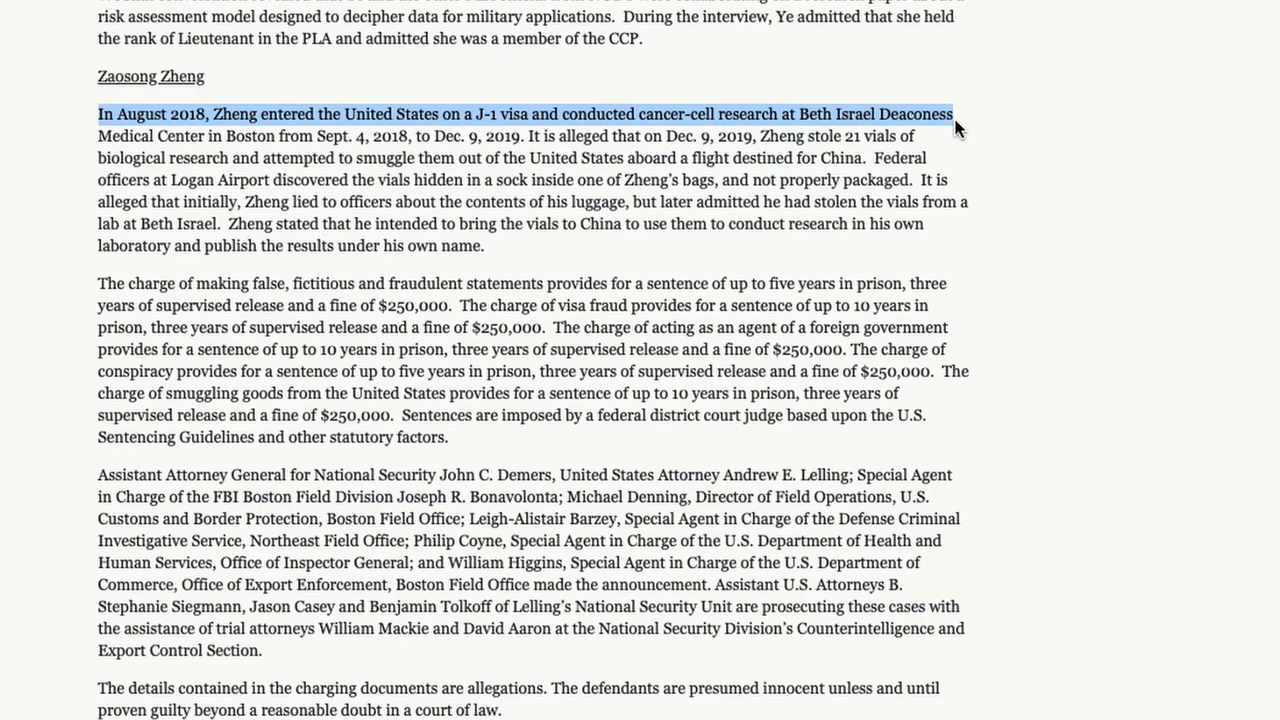 risk assessment model designed to decipher data for military applications.  During the interview, Ye admitted that she held
the rank of Lieutenant in the PLA and admitted she was a member of the CCP.
Zaosong Zheng
In August 2018, Zheng entered the United States on a J-1 visa and conducted cancer-cell research at Beth Israel Deaconess
Medical Center in Boston from Sept. 4, 2018, to Dec. 9, 2019. It is alleged that on Dec. 9, 2019, Zheng stole 21 vials of
biological research and attempted to smuggle them out of the United States aboard a flight destined for China.  Federal
officers at Logan Airport discovered the vials hidden in a sock inside one of Zheng’s bags, and not properly packaged.  It is
alleged that initially, Zheng lied to officers about the contents of his luggage, but later admitted he had stolen the vials from a
lab at Beth Israel.  Zheng stated that he intended to bring the vials to China to use them to conduct research in his own
laboratory and publish the results under his own name.
The charge of making false, fictitious and fraudulent statements provides for a sentence of up to five years in prison, three
years of supervised release and a fine of $250,000.  The charge of visa fraud provides for a sentence of up to 10 years in
prison, three years of supervised release and a fine of $250,000.  The charge of acting as an agent of a foreign government
provides for a sentence of up to 10 years in prison, three years of supervised release and a fine of $250,000. The charge of
conspiracy provides for a sentence of up to five years in prison, three years of supervised release and a fine of $250,000.  The
charge of smuggling goods from the United States provides for a sentence of up to 10 years in prison, three years of
supervised release and a fine of $250,000.  Sentences are imposed by a federal district court judge based upon the U.S.
Sentencing Guidelines and other statutory factors.
Assistant Attorney General for National Security John C. Demers, United States Attorney Andrew E. Lelling; Special Agent
in Charge of the FBI Boston Field Division Joseph R. Bonavolonta; Michael Denning, Director of Field Operations, U.S.
Customs and Border Protection, Boston Field Office; Leigh-Alistair Barzey, Special Agent in Charge of the Defense Criminal
Investigative Service, Northeast Field Office; Philip Coyne, Special Agent in Charge of the U.S. Department of Health and
Human Services, Office of Inspector General; and William Higgins, Special Agent in Charge of the U.S. Department of
Commerce, Office of Export Enforcement, Boston Field Office made the announcement. Assistant U.S. Attorneys B.
Stephanie Siegmann, Jason Casey and Benjamin Tolkoff of Lelling’s National Security Unit are prosecuting these cases with
the assistance of trial attorneys William Mackie and David Aaron at the National Security Division’s Counterintelligence and
Export Control Section.
The details contained in the charging documents are allegations. The defendants are presumed innocent unless and until
proven guilty beyond a reasonable doubt in a court of law.